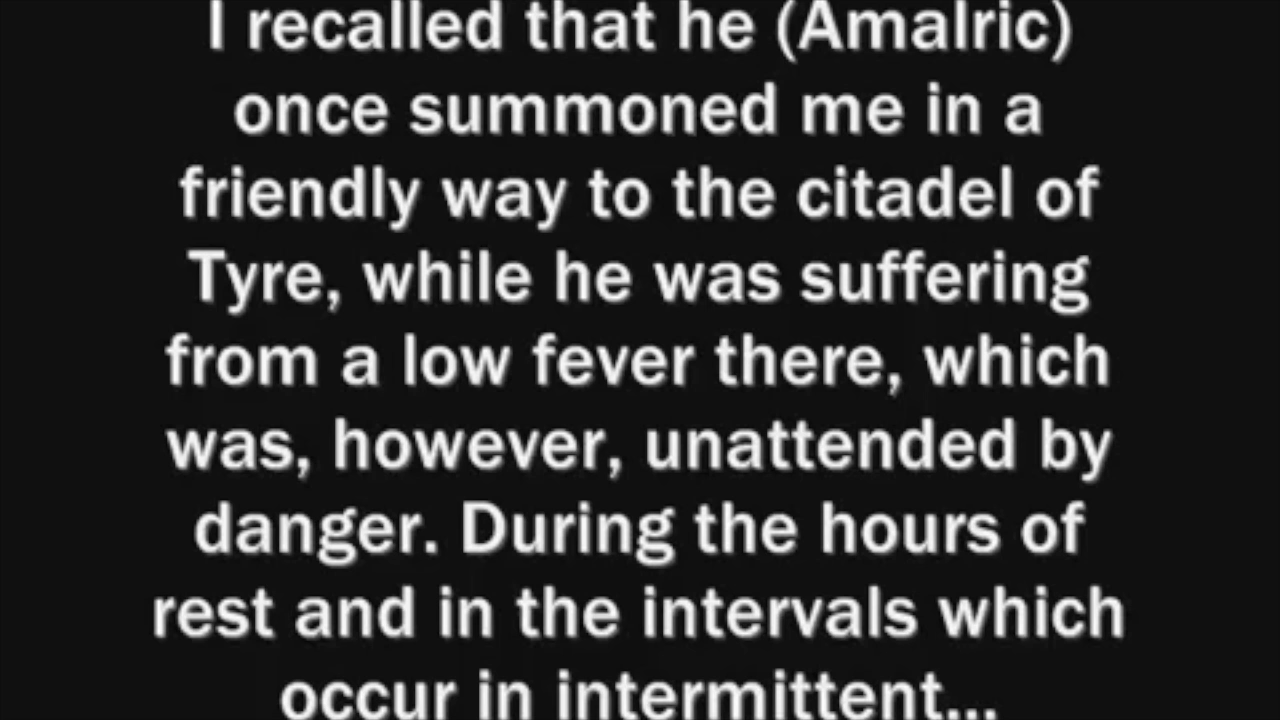 I recalled that he (Amalric)
once summoned me in a
friendly way to the citadel of
Tyre, while he was suffering
from a low fever there, which
was, however, unattended by
danger. During the hours of
rest and in the intervals which
occur in intermittent...